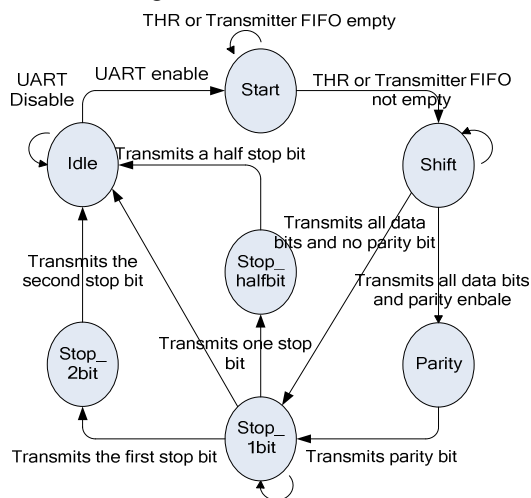 THR or Transmitter FIFO empty
UART
Disable
UART enable
Start
THR or Transmitter FIFO
not empty
Idle
Transmits a half stop bit
Shift
Transmits all data
bits and no parity bit
Stop_
halfbit
Transmits the
second stop bit
Transmits all data bits
and parity enbale
Transmits one stop
bit
Stop_
2bit
Parity
Stop_
1bit
Transmits the first stop bit
Transmits parity bit